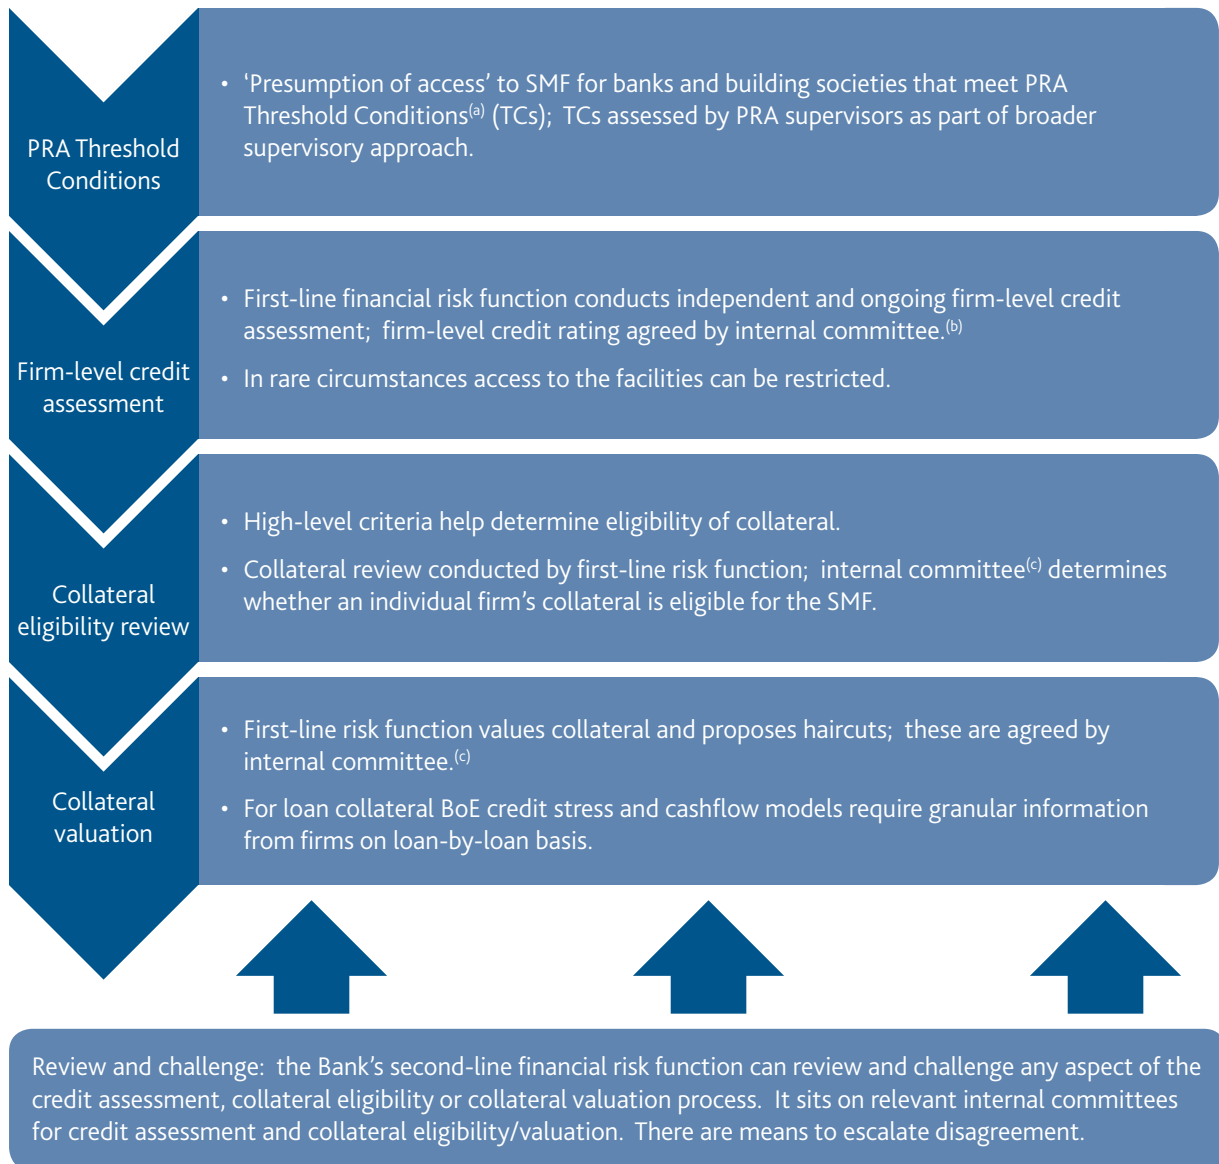 PRA Threshold
Conditions
• ‘Presumption of access’ to SMF for banks and building societies that meet PRA
Threshold Conditions(a) (TCs); TCs assessed by PRA supervisors as part of broader
supervisory approach.
Firm-level credit
assessment
• First-line financial risk function conducts independent and ongoing firm-level credit
assessment; firm-level credit rating agreed by internal committee.(b)
• In rare circumstances access to the facilities can be restricted.
Collateral
eligibility review
• High-level criteria help determine eligibility of collateral.
• Collateral review conducted by first-line risk function; internal committee(c) determines
whether an individual firm’s collateral is eligible for the SMF.
Collateral
valuation
• First-line risk function values collateral and proposes haircuts; these are agreed by
internal committee.(c)
• For loan collateral BoE credit stress and cashflow models require granular information
from firms on loan-by-loan basis.
Review and challenge: the Bank’s second-line financial risk function can review and challenge any aspect of the
credit assessment, collateral eligibility or collateral valuation process. It sits on relevant internal committees
for credit assessment and collateral eligibility/valuation. There are means to escalate disagreement.